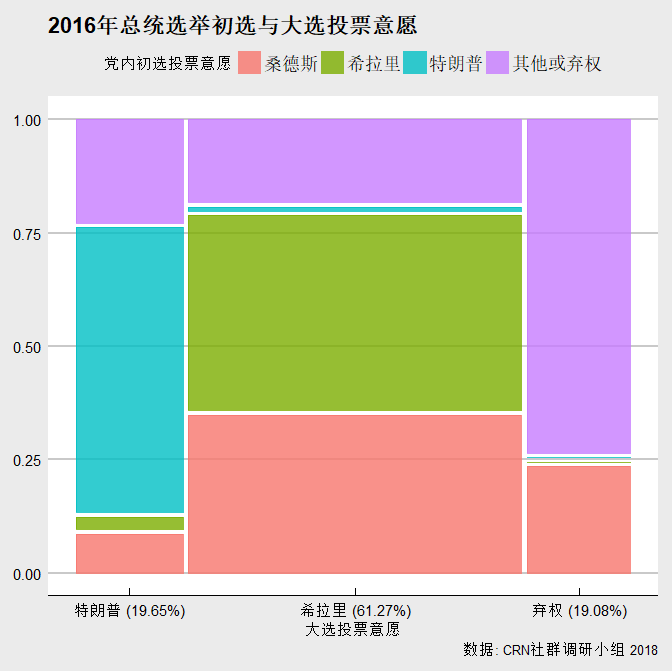 2016年总统选举初选与大选投票意愿
党内初选投票意愿 桑德斯 希拉里 特朗普 其他或弃权
1.00
0.75
0.50
0.25
0.00
特朗普 (19.65%) 希拉里 (61.27%) 弃权 (19.08%)
大选投票意愿
数据: CRN社群调研小组 2018